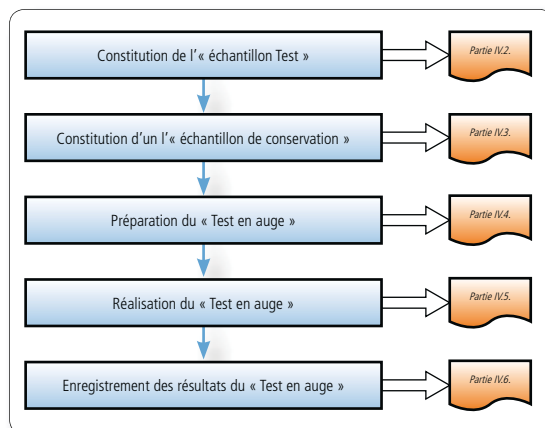 Constitution de l'« échantillon Test »
Partie IV.2.
Constitution d'un l'« échantillon de conservation »
Partie IV.3.
Préparation du « Test en auge »
Partie IV.4.
Réalisation du « Test en auge »
Partie IV.5.
Enregistrement des résultats du « Test en auge »
Partie IV.6.